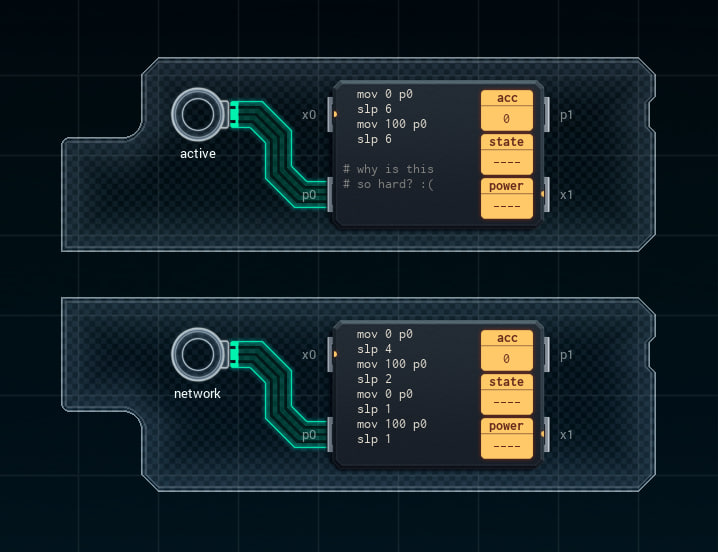 mov 0 p0
slp 6
mov 100 p0
slp 6
# why is this
# so hard? :(
acc
0
state
----
power
----
x0
p0
p1
x1
active
mov 0 p0
slp 4
mov 100 p0
slp 2
mov 0 p0
slp 1
mov 100 p0
slp 1
acc
0
state
----
power
----
x0
p0
p1
x1
network